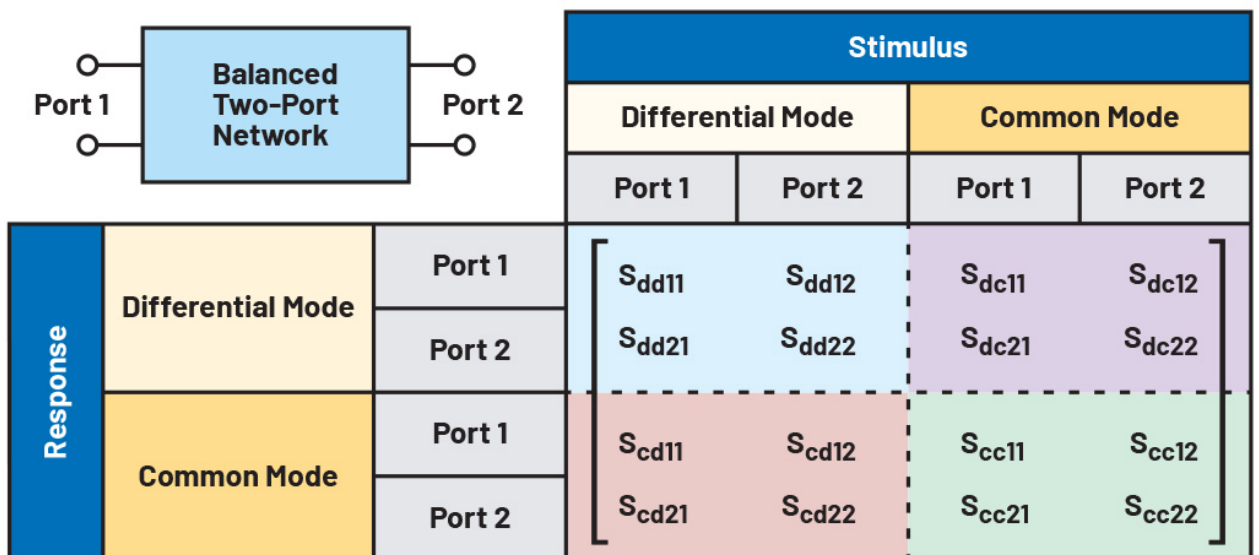 Port 1
Balanced
Two-Port
Network
Port 2
Stimulus
Differential Mode Common Mode
Port 1 Port 2 Port 1 Port 2
Response
Differential Mode
Port 1 Sdd11 Sdd12 Sdc11 Sdc12
Port 2 Sdd21 Sdd22 Sdc21 Sdc22
Common Mode
Port 1 Scd11 Scd12 Scc11 Scc12
Port 2 Scd21 Scd22 Scc21 Scc22